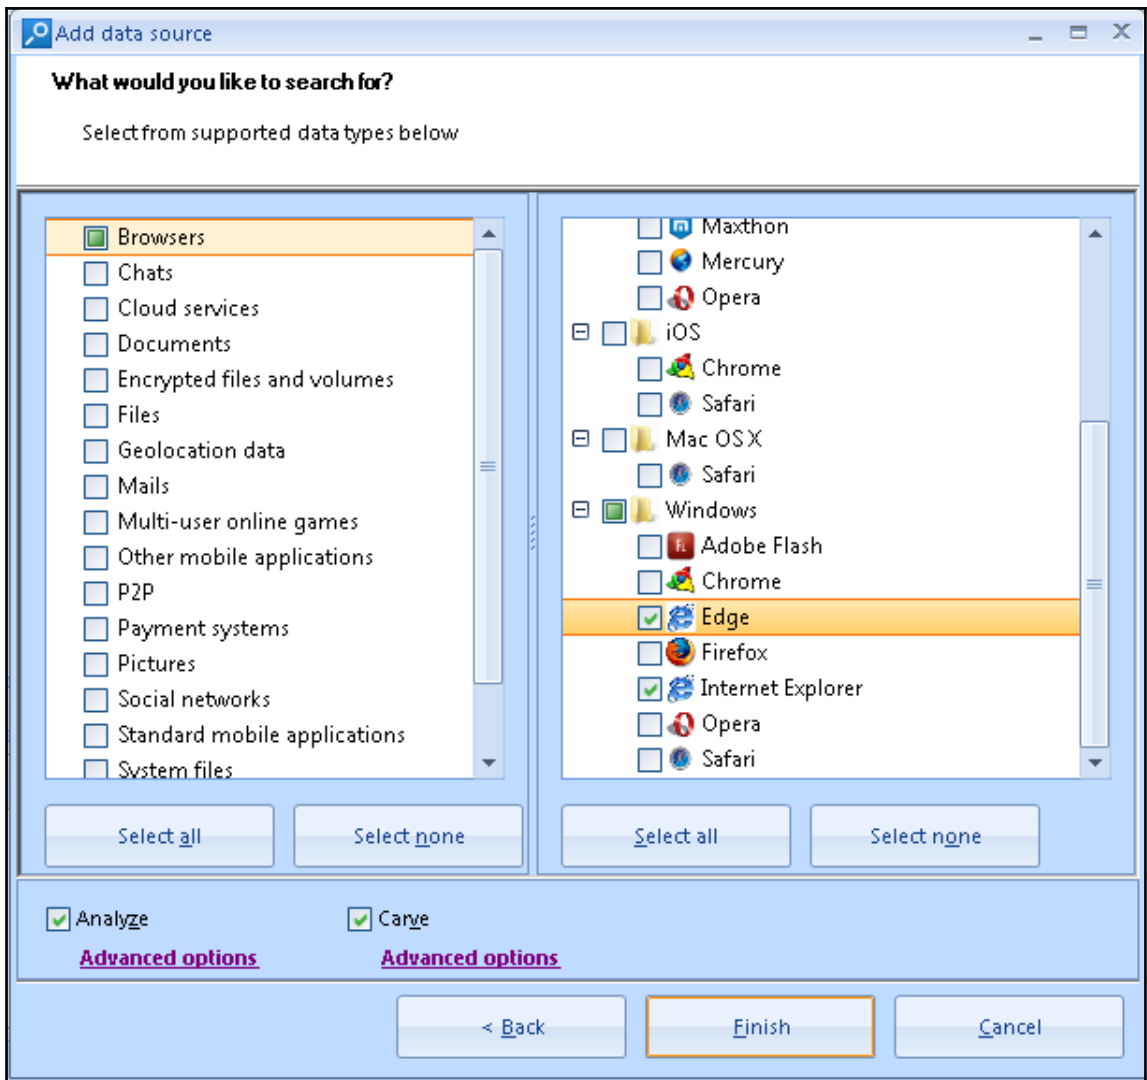 Add data source
What would you like to search for?
Select from supported data types below
Browsers
Chats
Cloud services
Documents
Encrypted files and volumes
Files
Geolocation data
Mails
Multi-user online games
Other mobile applications
P2P
Payment systems
Pictures
Social networks
Standard mobile applications
System files
Maxthon
Mercury
Opera
iOS
Chrome
Safari
Mac OS X
Safari
Windows
Adobe Flash
Chrome
Edge
Firefox
Internet Explorer
Opera
Safari
Select all
Select none
Select all
Select none
Analyze
Carve
Advanced options
Advanced options
< Back
Finish
Cancel